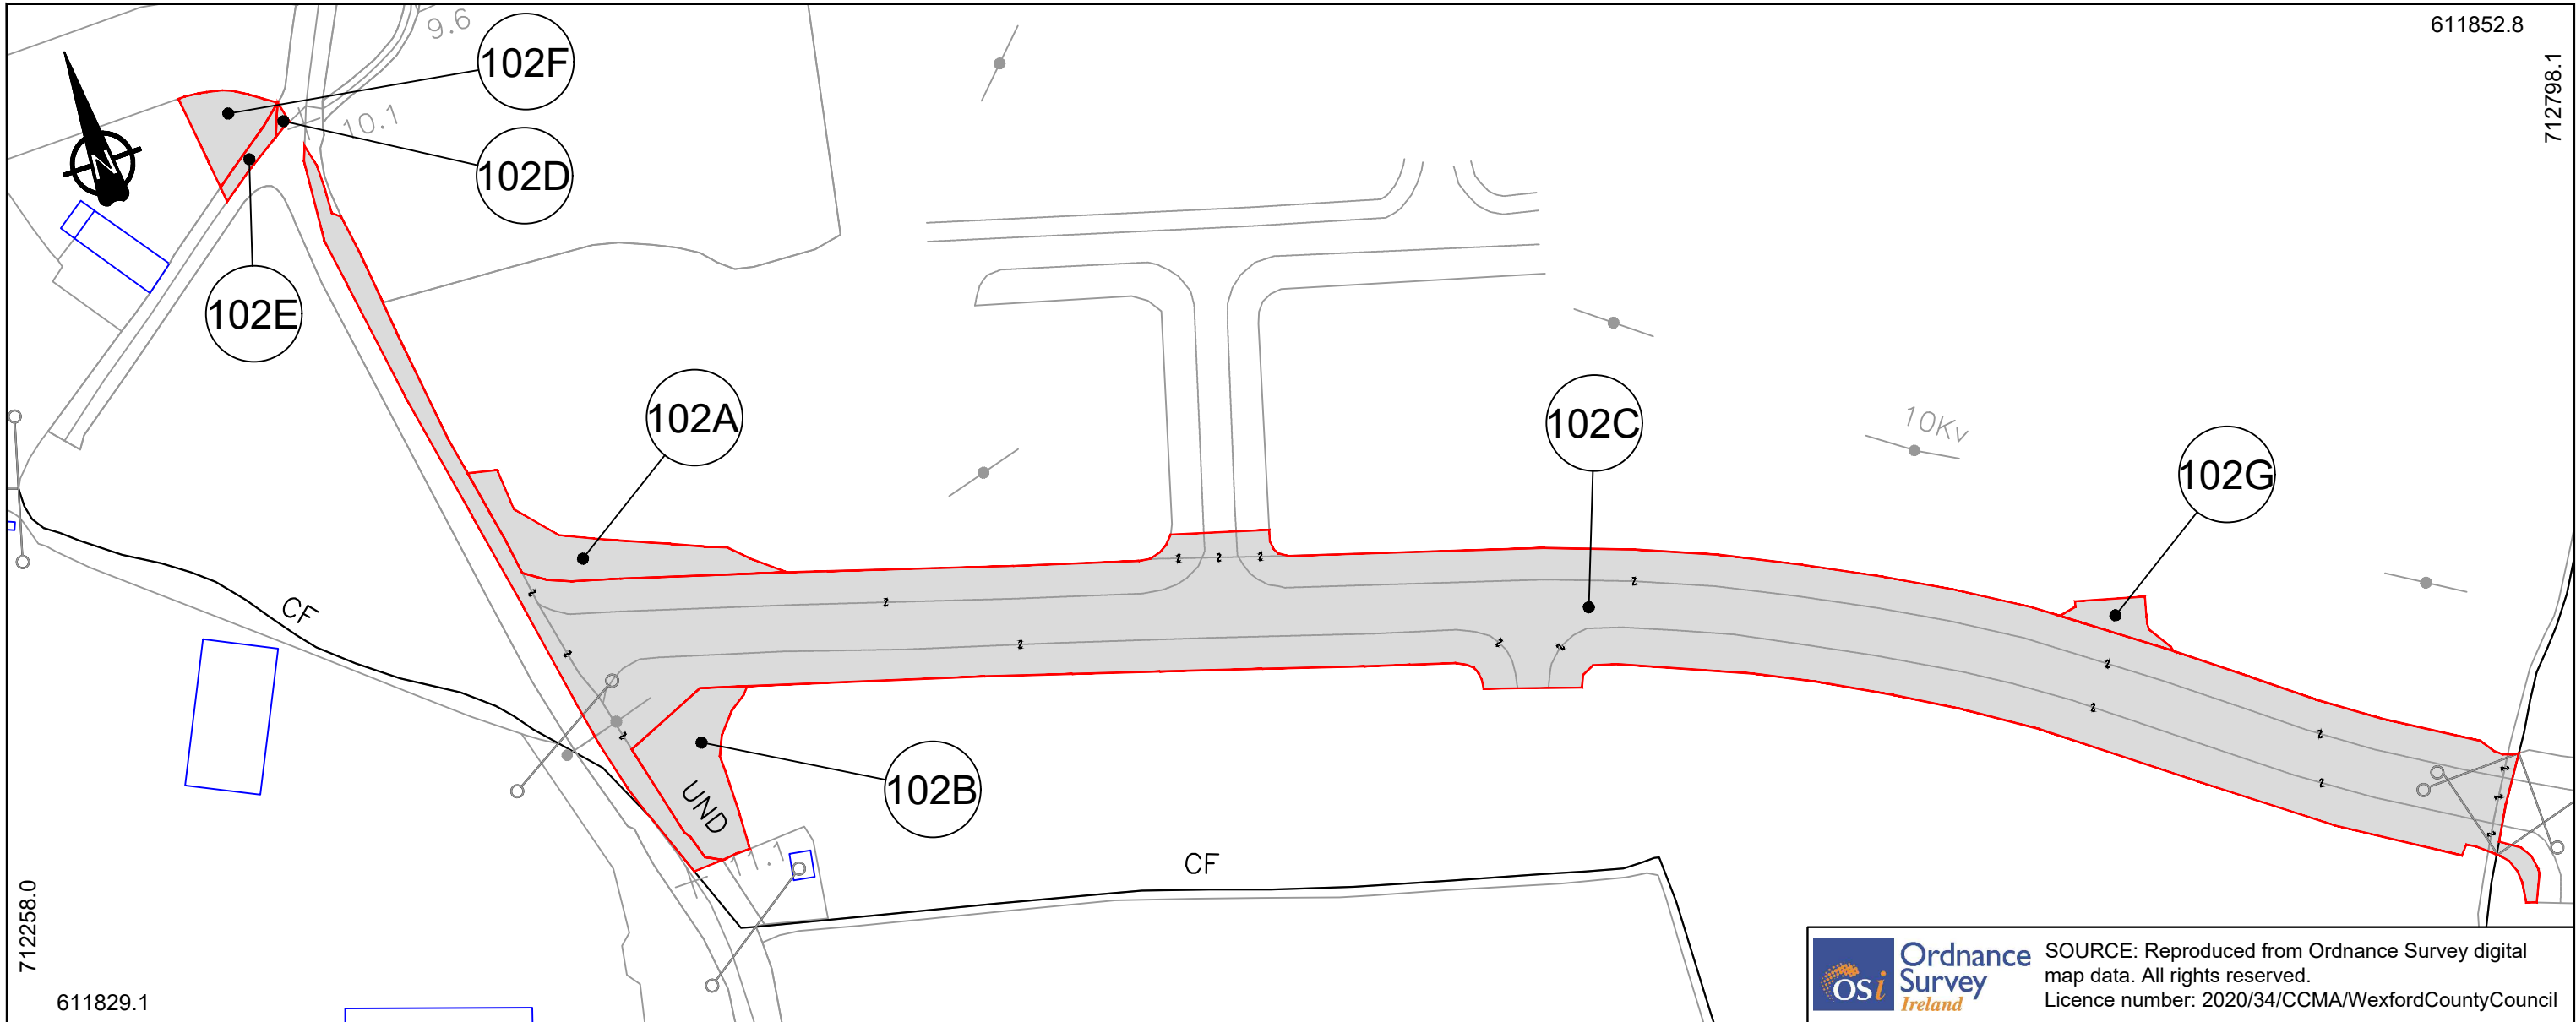 611852.8
712798.1
9.6
102F
10.1
102D
102E
102A
102C
10Kv
102G
CF
102B
UND
11.1
CF
712258.0
611829.1
OSi
Ordnance
Survey
Ireland
SOURCE: Reproduced from Ordnance Survey digital
map data. All rights reserved.
Licence number: 2020/34/CCMA/WexfordCountyCouncil
N